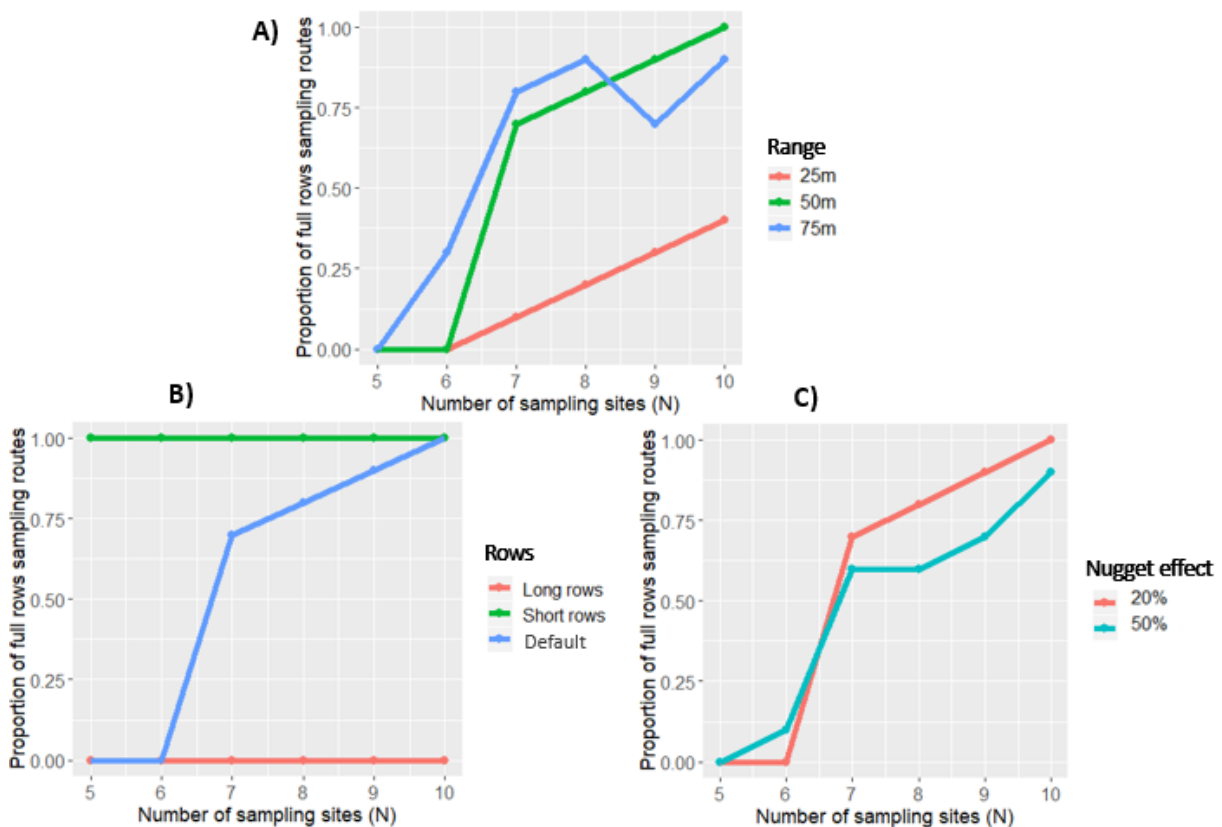 A)
Proportion of full rows sampling routes
1.00
0.75
0.50
0.25
0.00
5 6 7 8 9 10
Number of sampling sites (N)
Range
25m
50m
75m
B)
Proportion of full rows sampling routes
1.00
0.75
0.50
0.25
0.00
5 6 7 8 9 10
Number of sampling sites (N)
Rows
Long rows
Short rows
Default
C)
Proportion of full rows sampling routes
1.00
0.75
0.50
0.25
0.00
5 6 7 8 9 10
Number of sampling sites (N)
Nugget effect
20%
50%